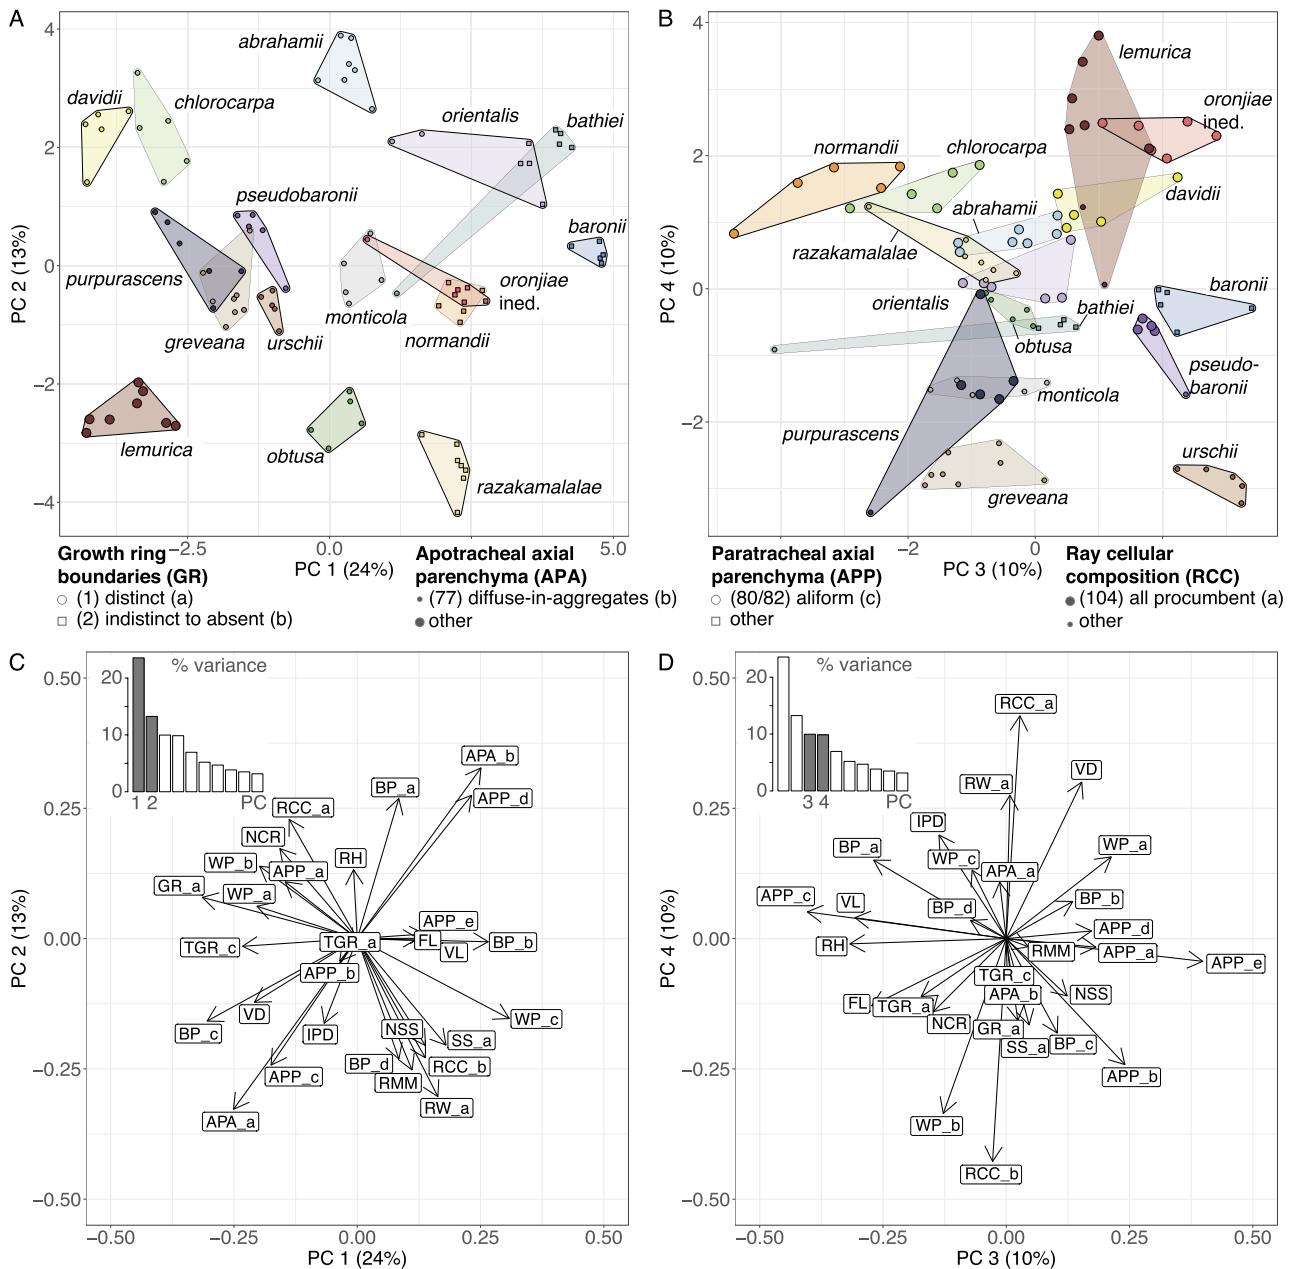 A
4
2
0
−2
−4
PC 2 (13%)
abrahamii
davidii
chlorocarpa
orientalis
bathiei
pseudobaronii
baronii
purpurascens
oronjiae
ined.
monticola
greveana
urschii
normandii
lemurica
obtusa
razakamalalae
−2.5
0.0
5.0
PC 1 (24%)
Growth ring
boundaries (GR)
(1) distinct (a)
(2) indistinct to absent (b)
Apotracheal axial
parenchyma (APA)
(77) diffuse-in-aggregates (b)
other
B
4
2
0
−2
PC 4 (10%)
lemurica
oronjiae
ined.
normandii
chlorocarpa
davidii
abrahamii
razakamalalae
baronii
orientalis
bathiei
obtusa
pseudo-
baronii
monticola
purpurascens
urschii
greveana
−2
0
PC 3 (10%)
Paratracheal axial
parenchyma (APP)
(80/82) aliform (c)
other
Ray cellular
composition (RCC)
(104) all procumbent (a)
other
C
0.50
0.25
0.00
−0.25
−0.50
PC 2 (13%)
% variance
20
10
0
1 2
PC
APA_b
BP_a
APP_d
RCC_a
NCR
RH
WP_b
APP_a
GR_a
WP_a
APP_e
TGR_c
TGR_a
FL
VL
BP_b
APP_b
VD
BP_c
IPD
WP_c
NSS
SS_a
BP_d
RCC_b
APP_c
RMM
RW_a
APA_a
−0.50
−0.25
0.00
0.25
0.50
PC 1 (24%)
D
0.50
0.25
0.00
−0.25
−0.50
PC 4 (10%)
% variance
20
10
0
3 4
PC
RCC_a
VD
RW_a
IPD
BP_a
WP_c
WP_a
APA_a
APP_c
VL
BP_d
BP_b
APP_d
RH
RMM
APP_a
APP_e
TGR_c
FL
TGR_a
APA_b
NSS
NCR
GR_a
SS_a
BP_c
APP_b
WP_b
RCC_b
−0.50
−0.25
0.00
0.25
0.50
PC 3 (10%)